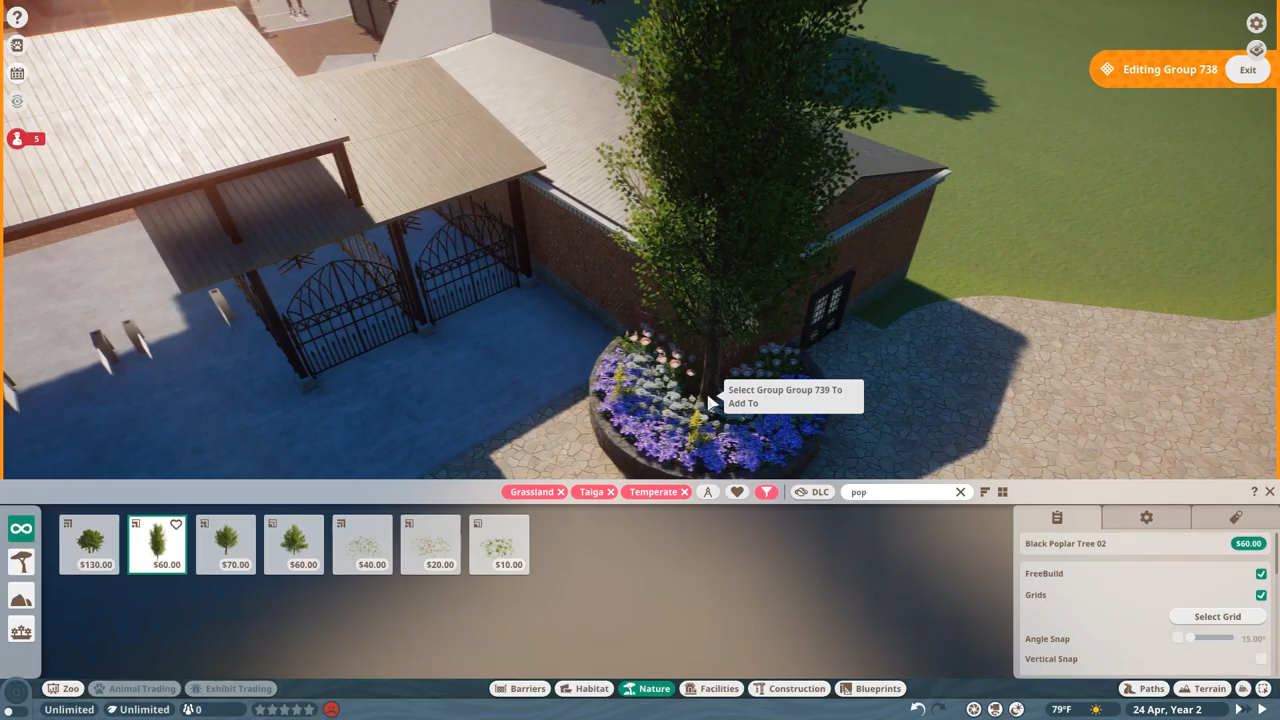 ?
Editing Group 738
Exit
5
Select Group Group 739 To
Add To
Grassland
Taiga
Temperate
DLC
pop
?
$130.00
$60.00
$70.00
$60.00
$40.00
$20.00
$10.00
Black Poplar Tree 02
$60.00
FreeBuild
Grids
Select Grid
Angle Snap
15.00°
Vertical Snap
Zoo
Animal Trading
Exhibit Trading
Barriers
Habitat
Nature
Facilities
Construction
Blueprints
Paths
Terrain
Unlimited
Unlimited
0
79°F
24 Apr, Year 2